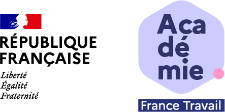 RÉPUBLIQUE
FRANÇAISE
Liberté
Égalité
Fraternité
Aca
dé
mie
France Travail